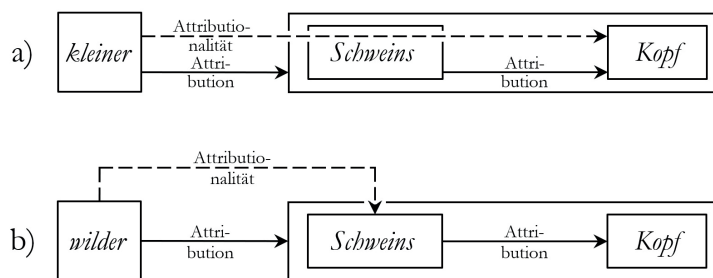 Attributio-
nalität
a) kleiner Schweins Kopf
Attri-
bution
Attri-
bution
Attributio-
nalität
b) wilder Schweins Kopf
Attri-
bution
Attri-
bution